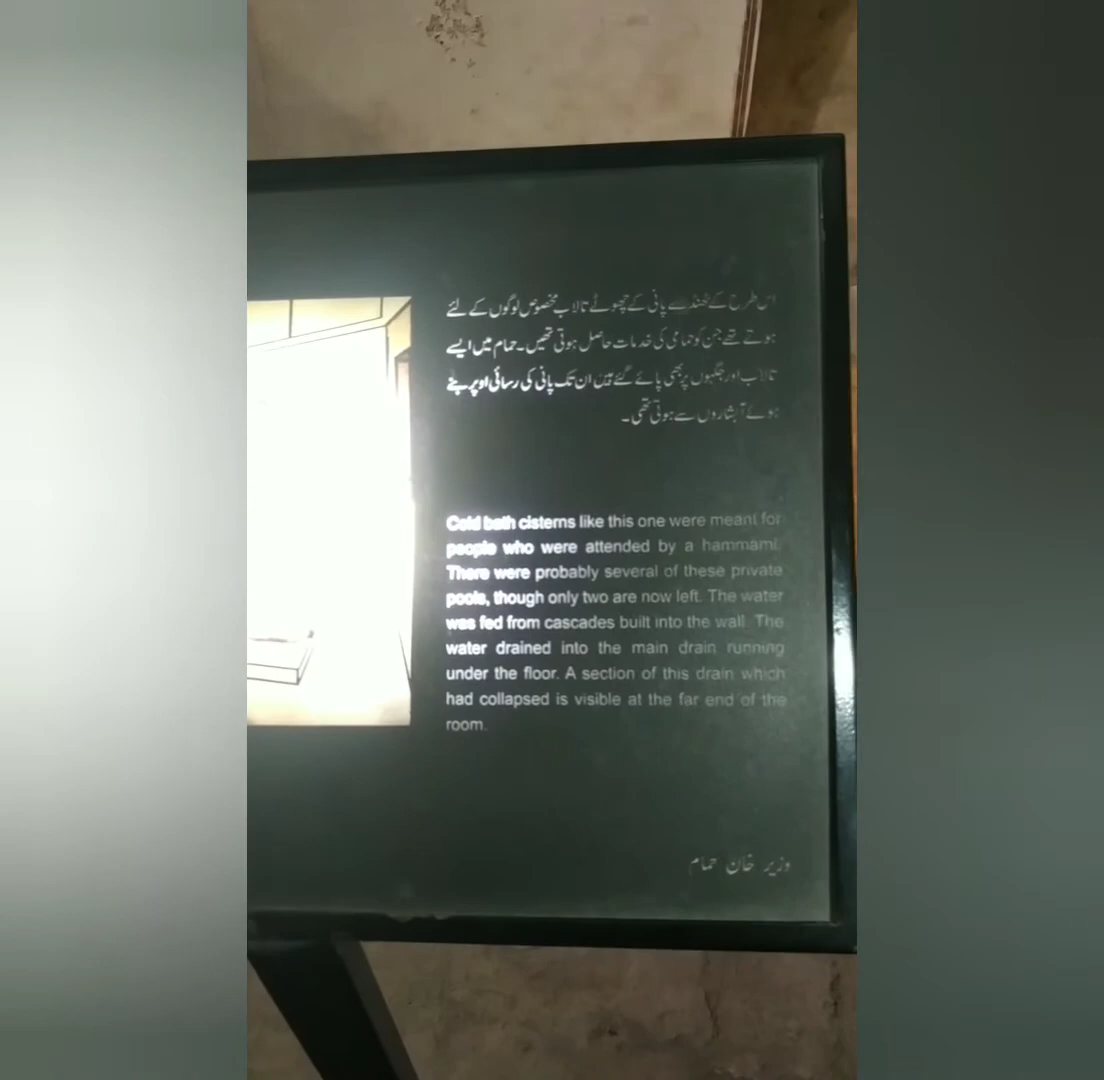 اس طرح کے ٹھنڈے پانی کے چھوٹے تالاب مخصوص لوگوں کے لئے
ہوتے تھے جن کو حمامی کی خدمات حاصل ہوتی تھیں۔ حمام میں ایسے
تالاب اور جگہوں پر بھی پائے گئے ہیں ان تک پانی کی رسائی اوپر بنے
ہوئے آبشاروں سے ہوتی تھی۔
Cold bath cisterns like this one were meant for
people who were attended by a hammami.
There were probably several of these private
pools, though only two are now left. The water
was fed from cascades built into the wall. The
water drained into the main drain running
under the floor. A section of this drain which
had collapsed is visible at the far end of the
room.
وزیر خان حمام